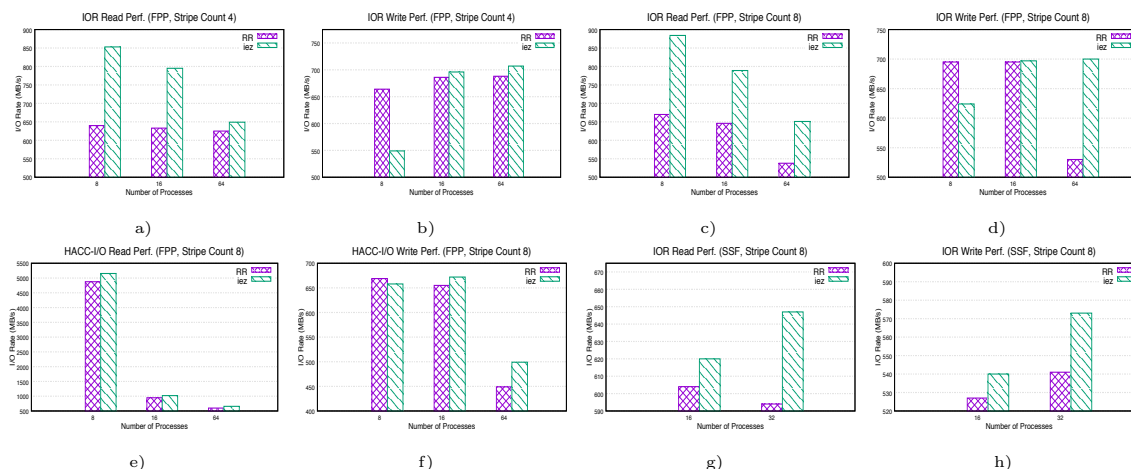 IOR Read Perf. (FPP, Stripe Count 4)
I/O Rate (MB/s)
900
850
800
750
700
650
600
550
500
RR
iez
8
16
64
Number of Processes
a)
IOR Write Perf. (FPP, Stripe Count 4)
I/O Rate (MB/s)
750
700
650
600
550
500
RR
iez
8
16
64
Number of Processes
b)
IOR Read Perf. (FPP, Stripe Count 8)
I/O Rate (MB/s)
900
850
800
750
700
650
600
550
500
RR
iez
8
16
64
Number of Processes
c)
IOR Write Perf. (FPP, Stripe Count 8)
I/O Rate (MB/s)
750
700
650
600
550
500
RR
iez
8
16
64
Number of Processes
d)
HACC-I/O Read Perf. (FPP, Stripe Count 8)
I/O Rate (MB/s)
5500
5000
4500
4000
3500
3000
2500
2000
1500
1000
500
RR
iez
8
16
64
Number of Processes
e)
HACC-I/O Write Perf. (FPP, Stripe Count 8)
I/O Rate (MB/s)
700
650
600
550
500
450
400
RR
iez
8
16
64
Number of Processes
f)
IOR Read Perf. (SSF, Stripe Count 8)
I/O Rate (MB/s)
670
660
650
640
630
620
610
600
590
RR
iez
16
32
Number of Processes
g)
IOR Write Perf. (SSF, Stripe Count 8)
I/O Rate (MB/s)
600
590
580
570
560
550
540
530
520
RR
iez
16
32
Number of Processes
h)